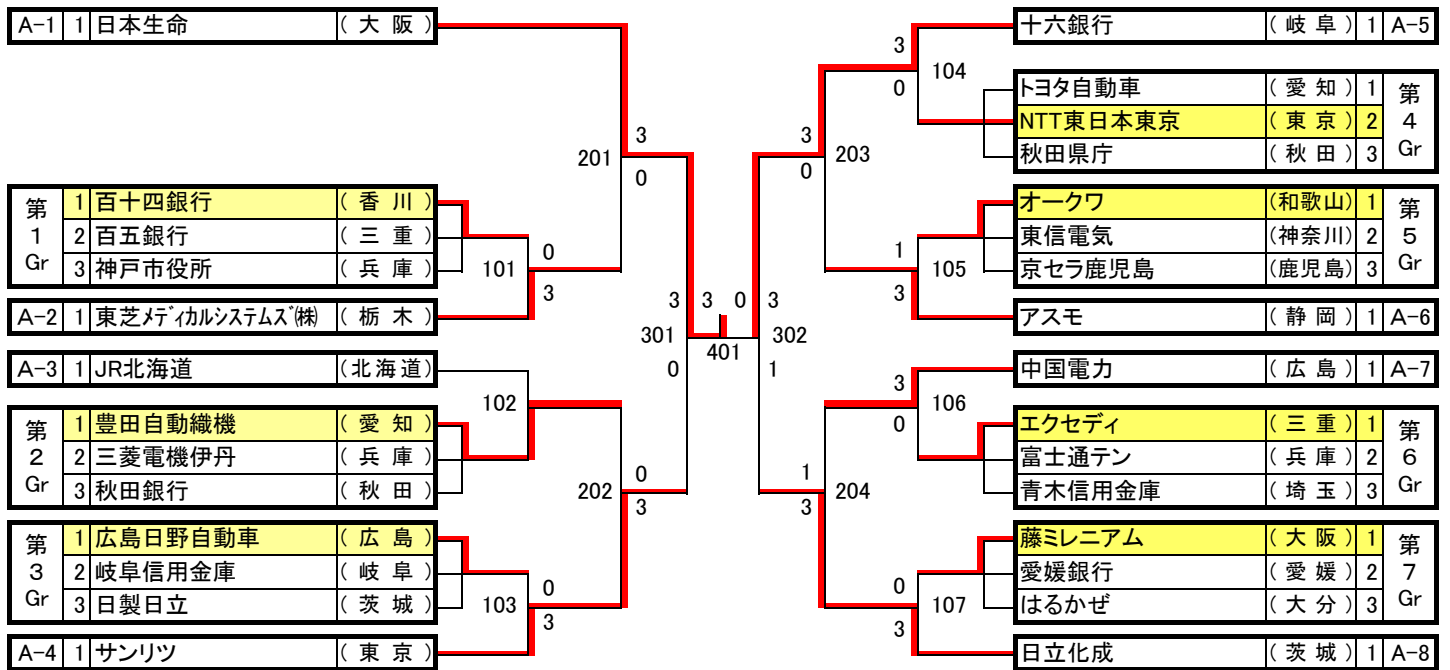 A-1 1 日本生命 (大阪)
3
201
0
第1Gr
1 百十四銀行 (香川)
2 百五銀行 (三重)
3 神戸市役所 (兵庫)
0
101
3
A-2 1 東芝メディカルシステムズ㈱ (栃木)
A-3 1 JR北海道 (北海道)
102
第2Gr
1 豊田自動織機 (愛知)
2 三菱電機伊丹 (兵庫)
3 秋田銀行 (秋田)
0
202
3
第3Gr
1 広島日野自動車 (広島)
2 岐阜信用金庫 (岐阜)
3 日製日立 (茨城)
0
103
3
A-4 1 サンリツ (東京)
3 3 0 3
301 302
401
0 1
十六銀行 (岐阜) 1 A-5
3
104
0
トヨタ自動車 (愛知) 1
NTT東日本東京 (東京) 2
秋田県庁 (秋田) 3
第4Gr
3
203
0
オークワ (和歌山) 1
東信電気 (神奈川) 2
京セラ鹿児島 (鹿児島) 3
第5Gr
1
105
3
アスモ (静岡) 1 A-6
中国電力 (広島) 1 A-7
3
106
0
エクセディ (三重) 1
富士通テン (兵庫) 2
青木信用金庫 (埼玉) 3
第6Gr
1
204
3
藤ミレニアム (大阪) 1
愛媛銀行 (愛媛) 2
はるかぜ (大分) 3
第7Gr
0
107
3
日立化成 (茨城) 1 A-8